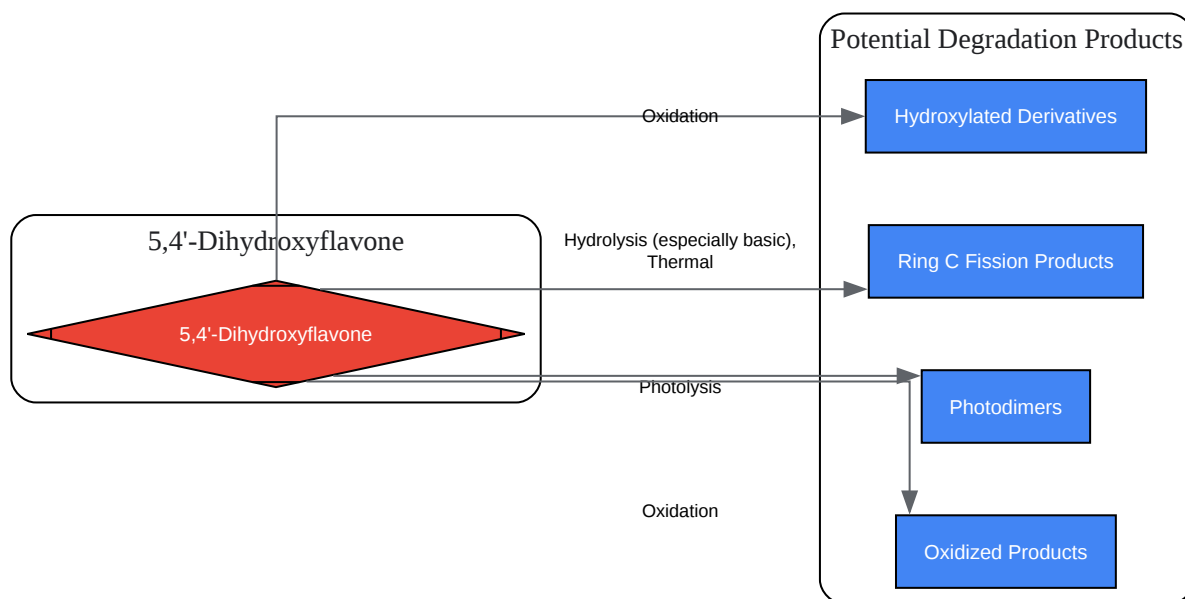 Potential Degradation Products
Oxidation
Hydroxylated Derivatives
5,4'-Dihydroxyflavone
Hydrolysis (especially basic),
Thermal
Ring C Fission Products
5,4'-Dihydroxyflavone
Photolysis
Photodimers
Oxidation
Oxidized Products